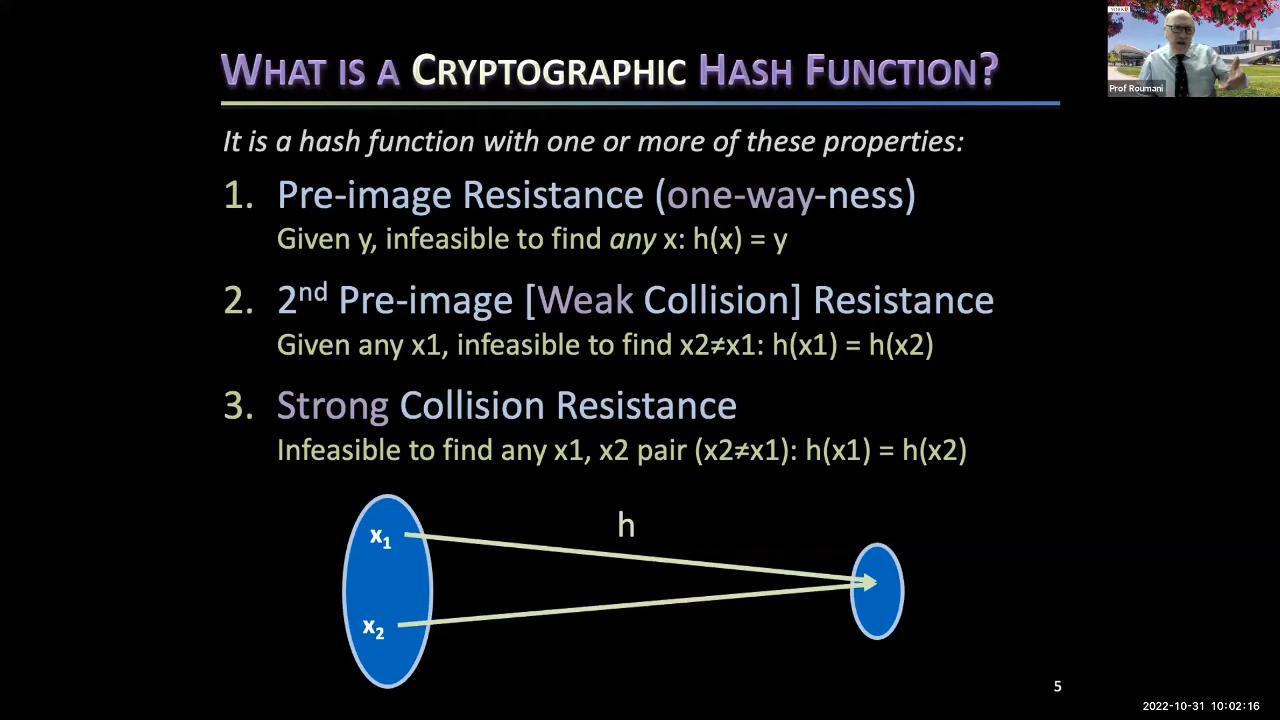 WHAT IS A CRYPTOGRAPHIC HASH FUNCTION?
It is a hash function with one or more of these properties:
1. Pre-image Resistance (one-way-ness)
Given y, infeasible to find any x: h(x) = y
2. 2nd Pre-image [Weak Collision] Resistance
Given any x1, infeasible to find x2≠x1: h(x1) = h(x2)
3. Strong Collision Resistance
Infeasible to find any x1, x2 pair (x2≠x1): h(x1) = h(x2)
h
x1
x2
5
YORK U
Prof Roumani
2022-10-31 10:02:16